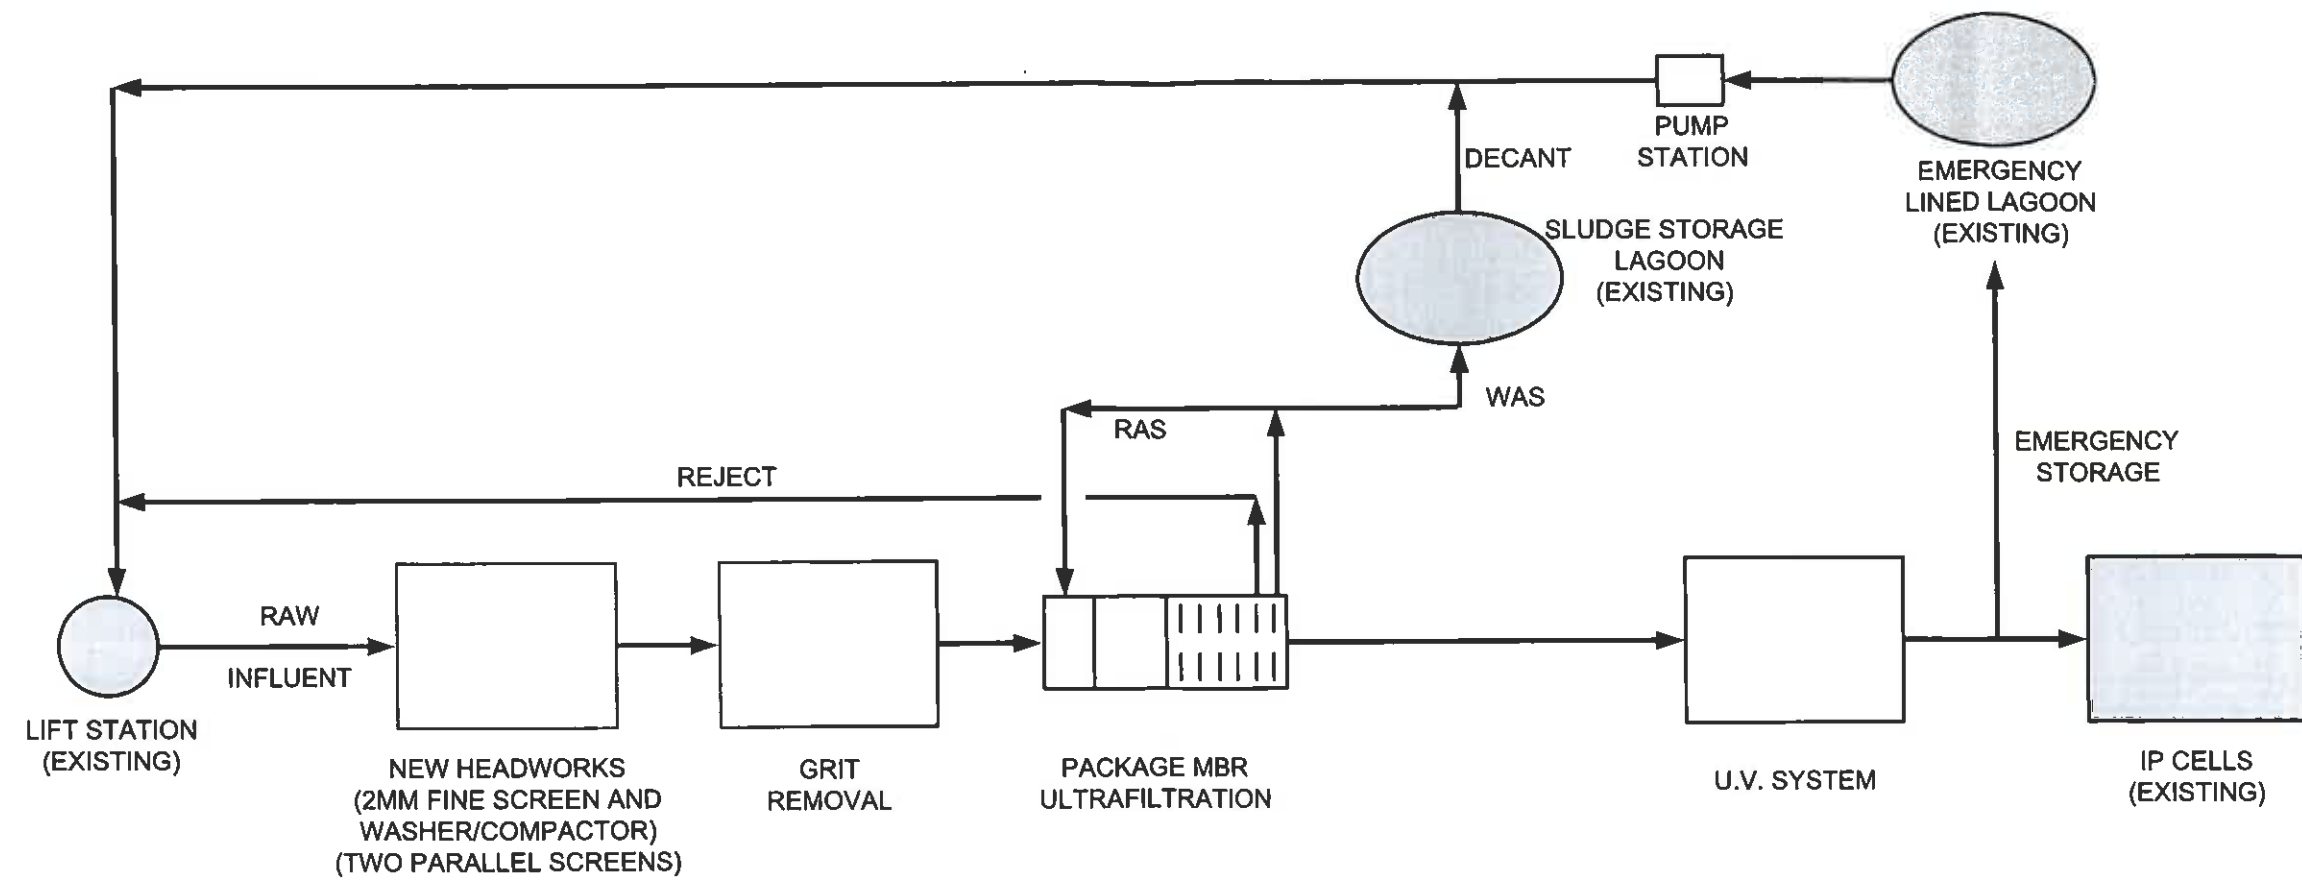 PUMP
STATION
EMERGENCY
LINED LAGOON
(EXISTING)
DECANT
SLUDGE STORAGE
LAGOON
(EXISTING)
WAS
RAS
REJECT
EMERGENCY
STORAGE
RAW
INFLUENT
LIFT STATION
(EXISTING)
NEW HEADWORKS
(2MM FINE SCREEN AND
WASHER/COMPACTOR)
(TWO PARALLEL SCREENS)
GRIT
REMOVAL
PACKAGE MBR
ULTRAFILTRATION
U.V. SYSTEM
IP CELLS
(EXISTING)